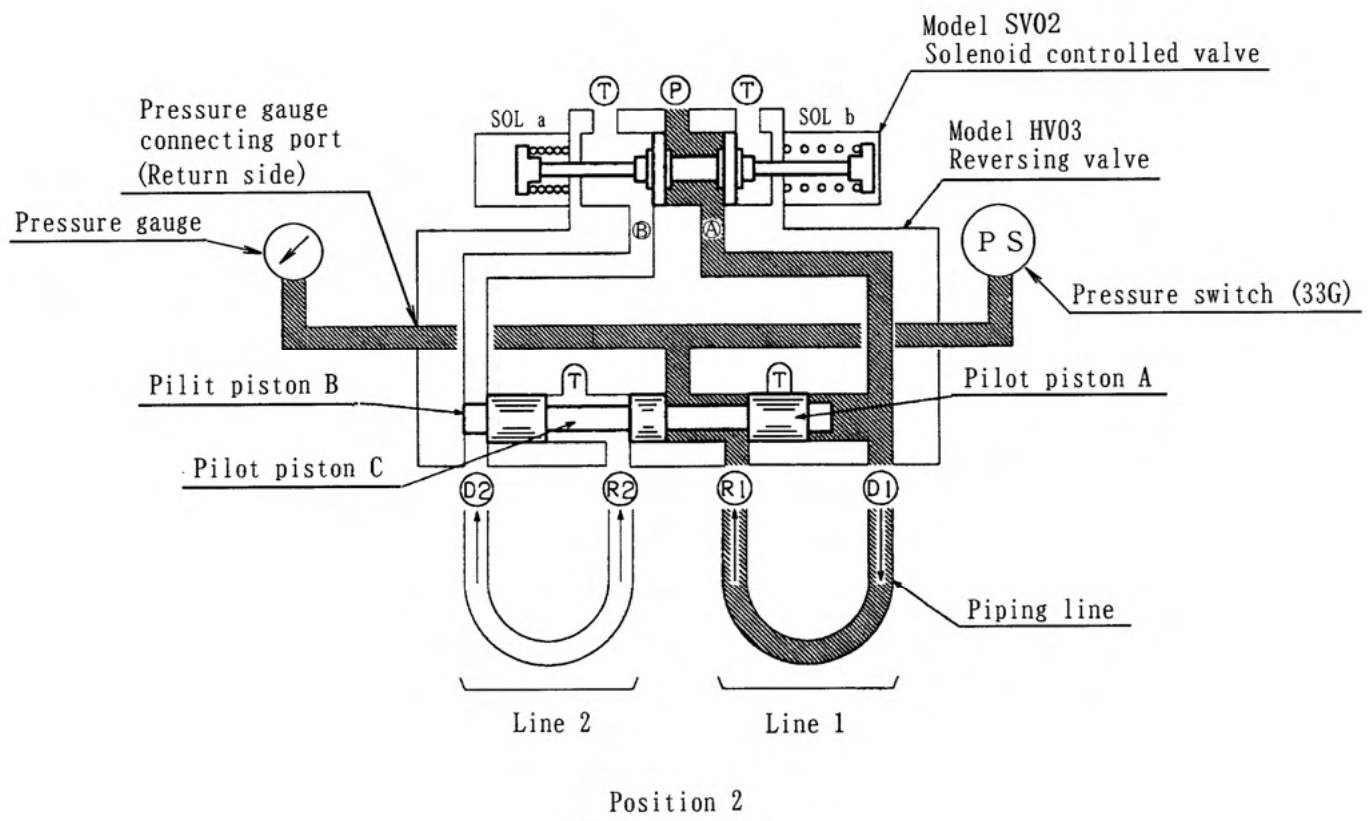 Model SV02
Solenoid controlled valve
T
P
T
SOL a
SOL b
Pressure gauge
connecting port
(Return side)
Model HV03
Reversing valve
Pressure gauge
B
A
PS
Pressure switch (33G)
T
T
Pilit piston B
Pilot piston A
Pilot piston C
D2
R2
R1
D1
Piping line
Line 2
Line 1
Position 2